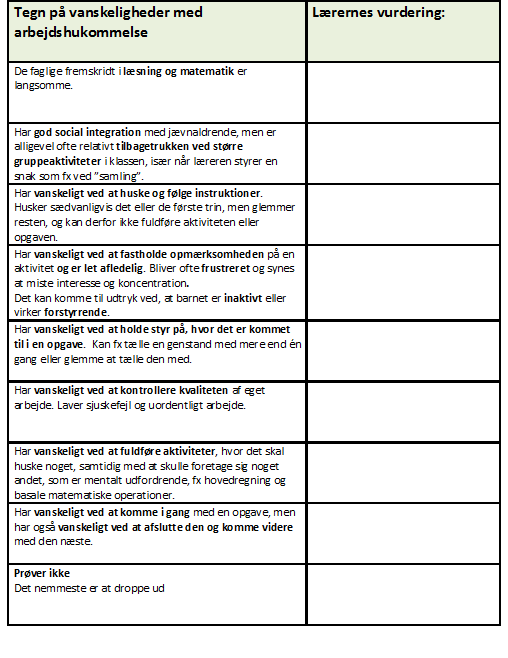 Tegn på vanskeligheder med
arbejdshukommelse
Lærernes vurdering:
De faglige fremskridt i læsning og matematik er
langsomme.
Har god social integration med jævnaldrende, men er
alligevel ofte relativt tilbagetrukken ved større
gruppeaktiviteter i klassen, især når læreren styrer en
snak som fx ved ”samling”.
Har vanskeligt ved at huske og følge instruktioner.
Husker sædvanligvis det eller de første trin, men glemmer
resten, og kan derfor ikke fuldføre aktiviteten eller
opgaven.
Har vanskeligt ved at fastholde opmærksomheden på en
aktivitet og er let afledelig. Bliver ofte frustreret og synes
at miste interesse og koncentration.
Det kan komme til udtryk ved, at barnet er inaktivt eller
virker forstyrrende.
Har vanskeligt ved at holde styr på, hvor det er kommet
til i en opgave. Kan fx tælle en genstand med mere end én
gang eller glemme at tælle den med.
Har vanskeligt ved at kontrollere kvaliteten af eget
arbejde. Laver sjuskefejl og uordentligt arbejde.
Har vanskeligt ved at fuldføre aktiviteter, hvor det skal
huske noget, samtidig med at skulle foretage sig noget
andet, som er mentalt udfordrende, fx hovedregning og
basale matematiske operationer.
Har vanskeligt ved at komme i gang med en opgave, men
har også vanskeligt ved at afslutte den og komme videre
med den næste.
Prøver ikke
Det nemmeste er at droppe ud